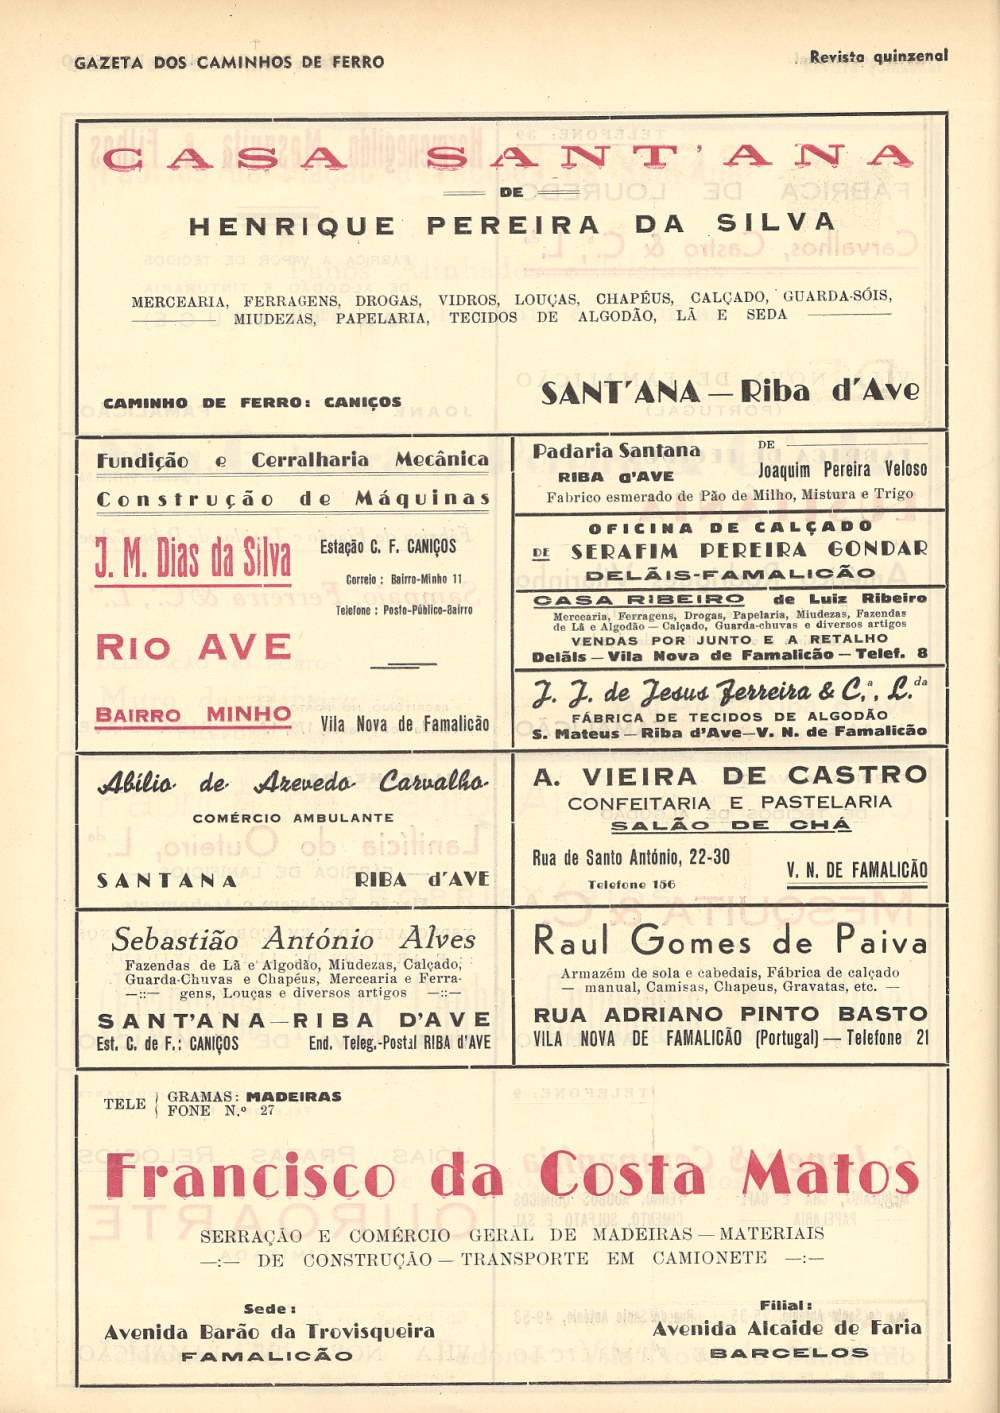 GAZETA DOS CAMINHOS DE FERRO
Revista quinzenal
CASA SANT'ANA
DE
HENRIQUE PEREIRA DA SILVA
MERCEARIA, FERRAGENS, DROGAS, VIDROS, LOUÇAS, CHAPÉUS, CALÇADO, GUARDA-SÓIS,
MIUDEZAS, PAPELARIA, TECIDOS DE ALGODÃO, LÃ E SEDA
CAMINHO DE FERRO: CANIÇOS
SANT'ANA — Riba d'Ave
Fundição e Cerralharia Mecânica
Construção de Máquinas
J. M. Dias da Silva
Estação C. F. CANIÇOS
Correio : Bairro-Minho 11
Telefone : Posto-Público-Bairro
RIO AVE
BAIRRO MINHO
Vila Nova de Famalicão
Padaria Santana
RIBA d'AVE
DE
Joaquim Pereira Veloso
Fabrico esmerado de Pão de Milho, Mistura e Trigo
OFICINA DE CALÇADO
DE SERAFIM PEREIRA GONDAR
DELÃIS-FAMALICÃO
CASA RIBEIRO de Luiz Ribeiro
Mercearia, Ferragens, Drogas, Papelaria, Miudezas, Fazendas
de Lã e Algodão — Calçado, Guarda-chuvas e diversos artigos
VENDAS POR JUNTO E A RETALHO
Delãis — Vila Nova de Famalicão — Telef. 8
J. J. de Jesus Ferreira & C.ª, L.da
FÁBRICA DE TECIDOS DE ALGODÃO
S. Mateus — Riba d'Ave — V. N. de Famalicão
Abílio de Azevedo Carvalho
COMÉRCIO AMBULANTE
SANTANA RIBA d'AVE
A. VIEIRA DE CASTRO
CONFEITARIA E PASTELARIA
SALÃO DE CHÁ
Rua de Santo António, 22-30
Telefone 156
V. N. DE FAMALICÃO
Sebastião António Alves
Fazendas de Lã e Algodão, Miudezas, Calçado,
Guarda-Chuvas e Chapéus, Mercearia e Ferra-
—::— gens, Louças e diversos artigos —::—
SANT'ANA — RIBA D'AVE
Est. C. de F.: CANIÇOS End. Teleg.-Postal RIBA d'AVE
Raul Gomes de Paiva
Armazém de sola e cabedais, Fábrica de calçado
— manual, Camisas, Chapeus, Gravatas, etc. —
RUA ADRIANO PINTO BASTO
VILA NOVA DE FAMALICÃO (Portugal) — Telefone 21
TELE
GRAMAS: MADEIRAS
FONE N.º 27
Francisco da Costa Matos
SERRAÇÃO E COMÉRCIO GERAL DE MADEIRAS — MATERIAIS
—:— DE CONSTRUÇÃO — TRANSPORTE EM CAMIONETE —:—
Sede :
Avenida Barão da Trovisqueira
FAMALICÃO
Filial :
Avenida Alcaide de Faria
BARCELOS